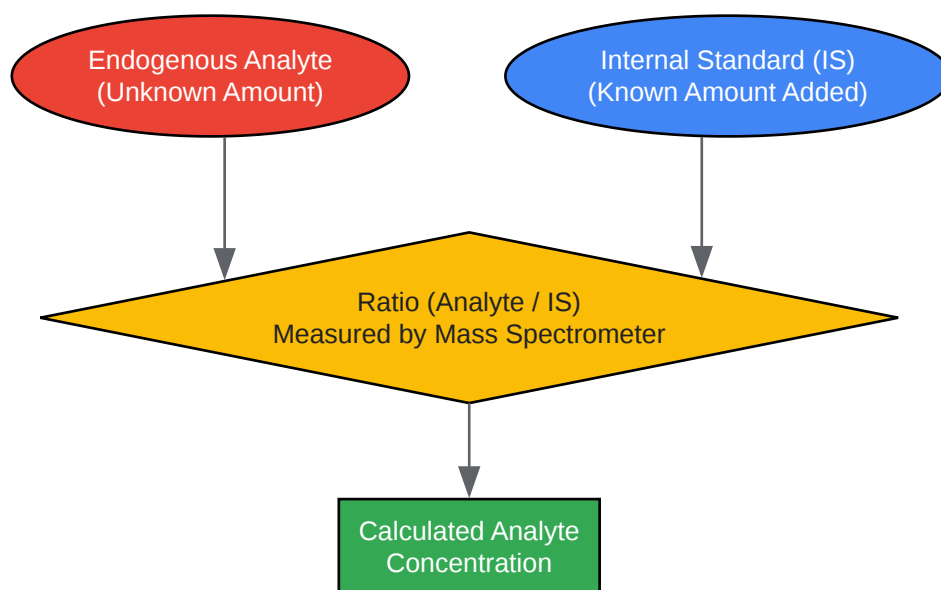 Endogenous Analyte
(Unknown Amount)
Internal Standard (IS)
(Known Amount Added)
Ratio (Analyte / IS)
Measured by Mass Spectrometer
Calculated Analyte
Concentration